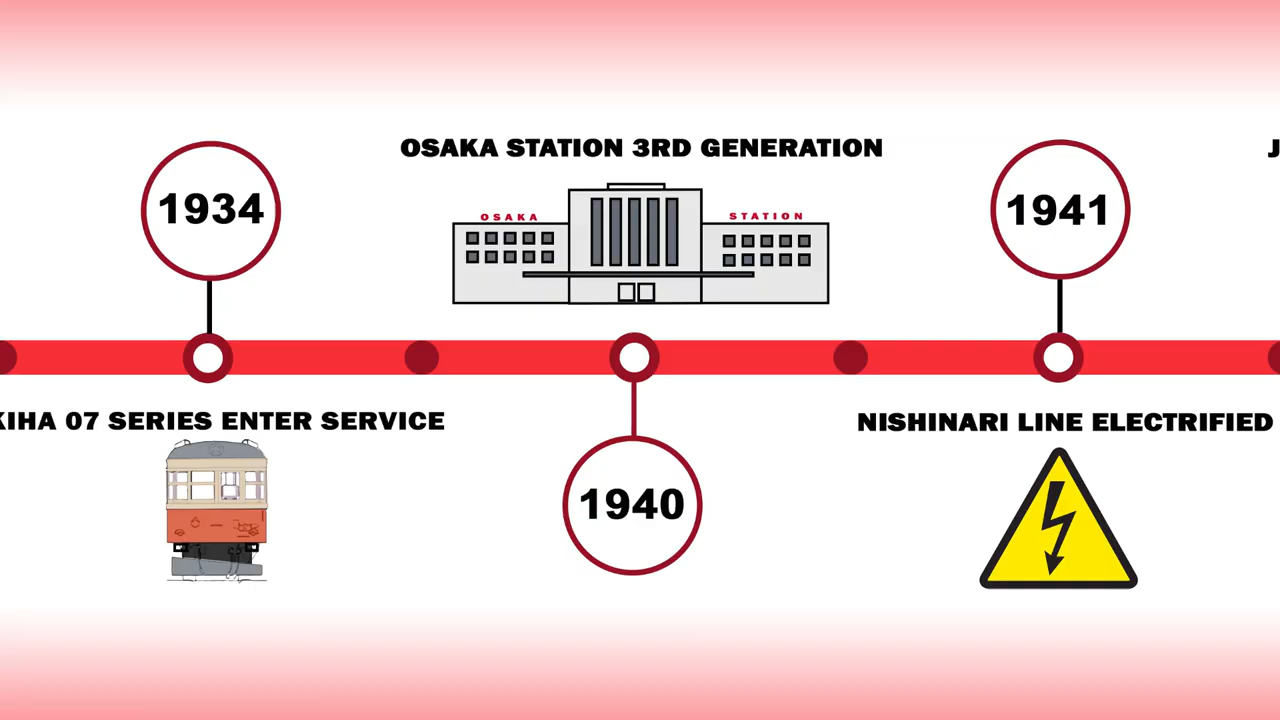 OSAKA STATION 3RD GENERATION
J
1934
OSAKA STATION
1941
KIHA 07 SERIES ENTER SERVICE
NISHINARI LINE ELECTRIFIED
1940